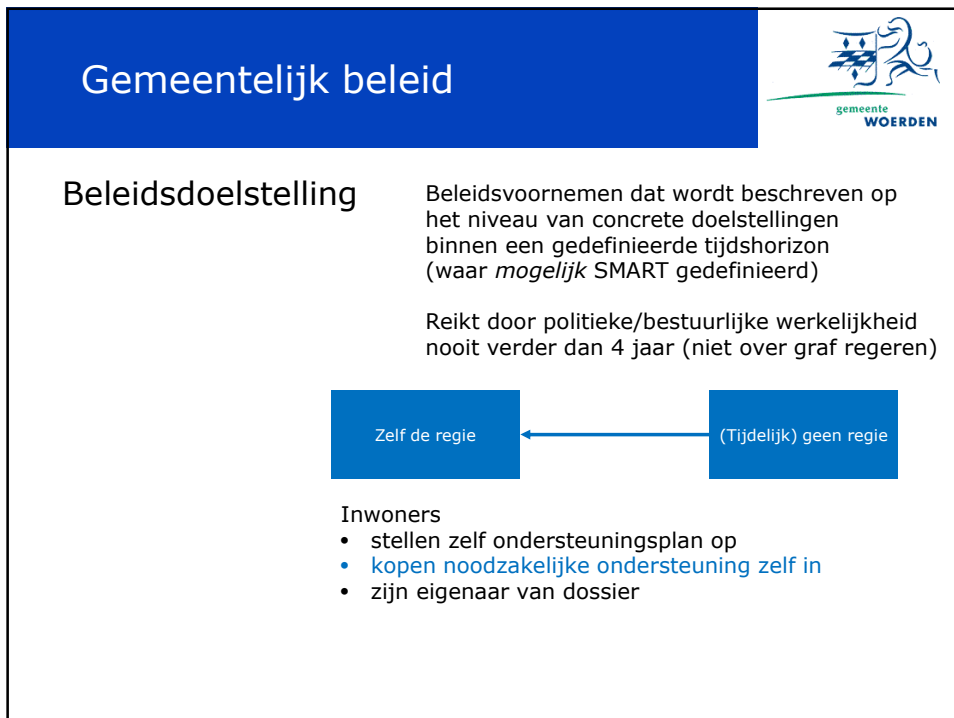 Gemeentelijk beleid
gemeente
WOERDEN
Beleidsdoelstelling
Beleidsvoornemen dat wordt beschreven op
het niveau van concrete doelstellingen
binnen een gedefinieerde tijdshorizon
(waar mogelijk SMART gedefinieerd)
Reikt door politieke/bestuurlijke werkelijkheid
nooit verder dan 4 jaar (niet over graf regeren)
Zelf de regie
(Tijdelijk) geen regie
Inwoners
• stellen zelf ondersteuningsplan op
• kopen noodzakelijke ondersteuning zelf in
• zijn eigenaar van dossier